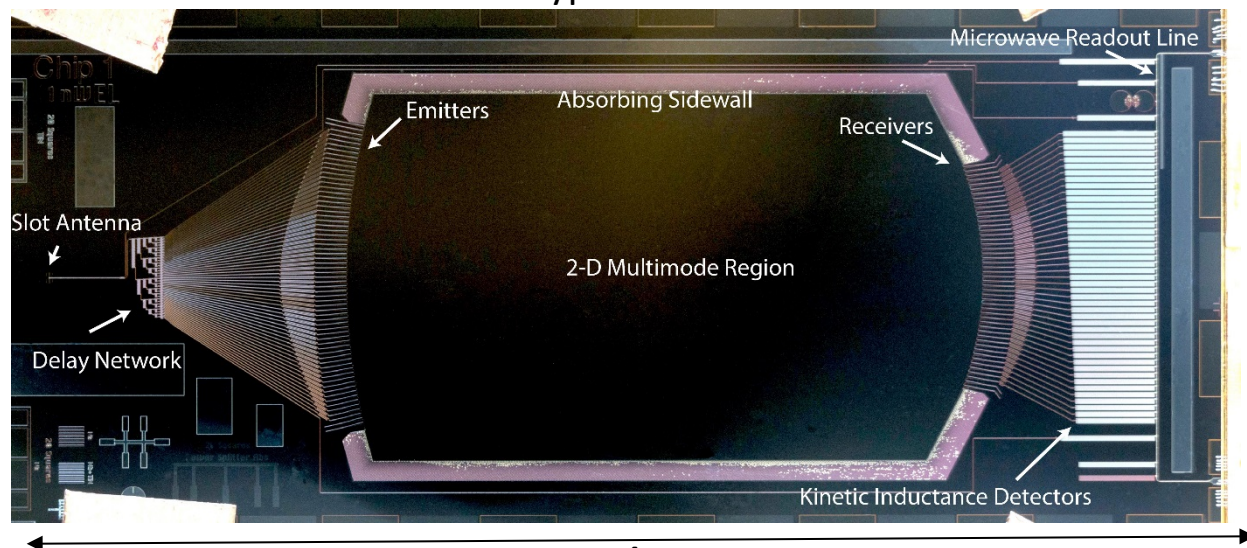 Microwave Readout Line
Chip 1
Absorbing Sidewall
Emitters
Receivers
Slot Antenna
2-D Multimode Region
Delay Network
Kinetic Inductance Detectors